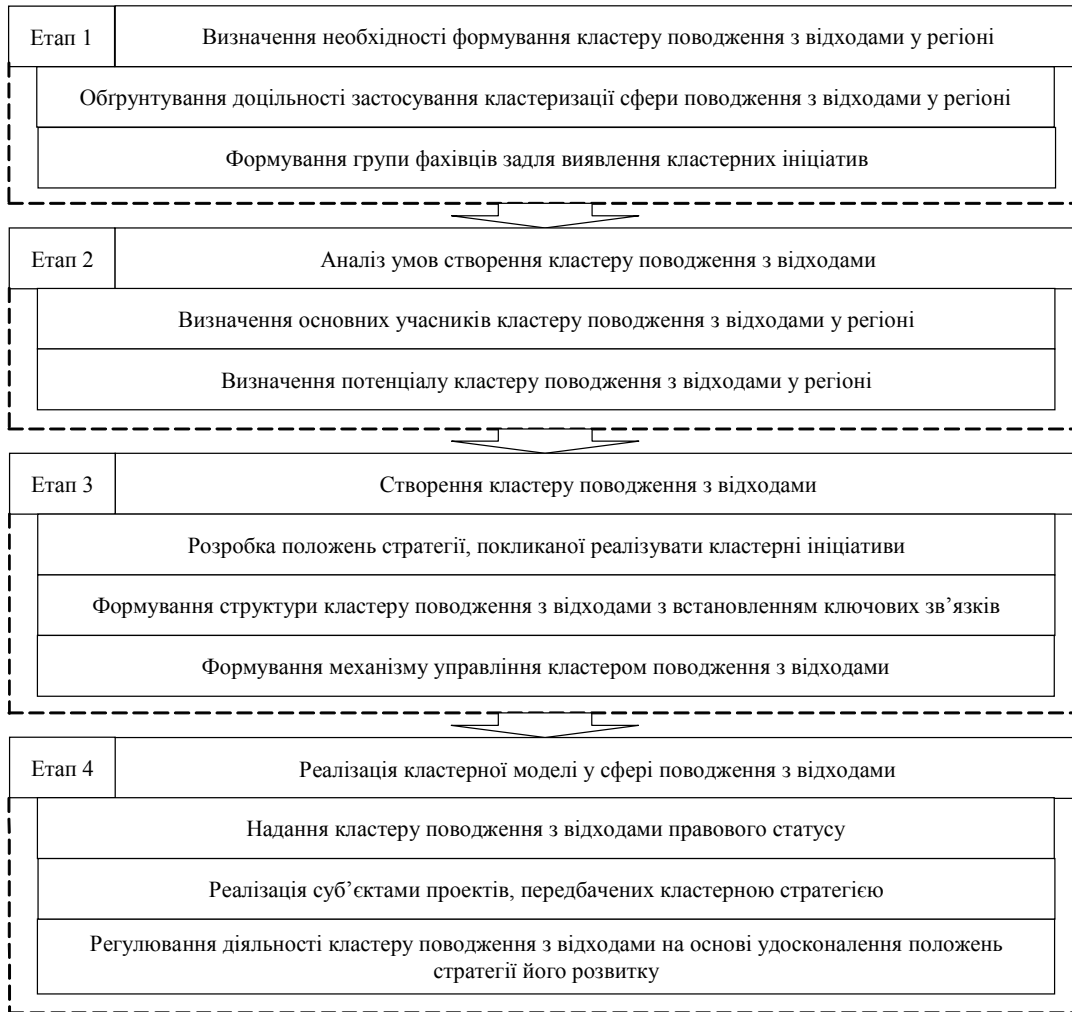 Етап 1
Визначення необхідності формування кластеру поводження з відходами у регіоні
Обґрунтування доцільності застосування кластеризації сфери поводження з відходами у регіоні
Формування групи фахівців задля виявлення кластерних ініціатив
Етап 2
Аналіз умов створення кластеру поводження з відходами
Визначення основних учасників кластеру поводження з відходами у регіоні
Визначення потенціалу кластеру поводження з відходами у регіоні
Етап 3
Створення кластеру поводження з відходами
Розробка положень стратегії, покликаної реалізувати кластерні ініціативи
Формування структури кластеру поводження з відходами з встановленням ключових зв’язків
Формування механізму управління кластером поводження з відходами
Етап 4
Реалізація кластерної моделі у сфері поводження з відходами
Надання кластеру поводження з відходами правового статусу
Реалізація суб’єктами проектів, передбачених кластерною стратегією
Регулювання діяльності кластеру поводження з відходами на основі удосконалення положень
стратегії його розвитку